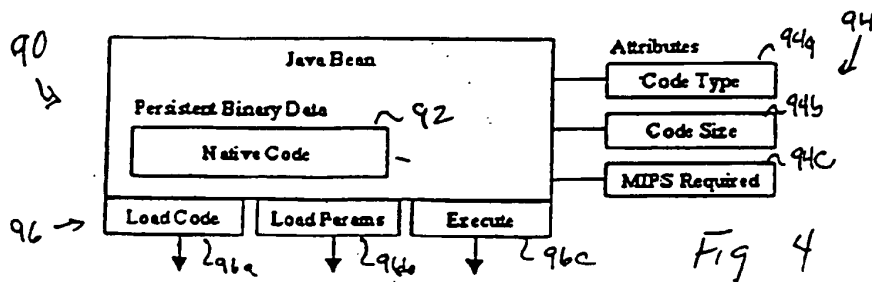 90
Java Bean
Attributes
94a
94
Code Type
Persistent Binary Data
92
94b
Native Code
Code Size
94c
MIPS Required
96
Load Code
Load Params
Execute
96a
96b
96c
Fig 4